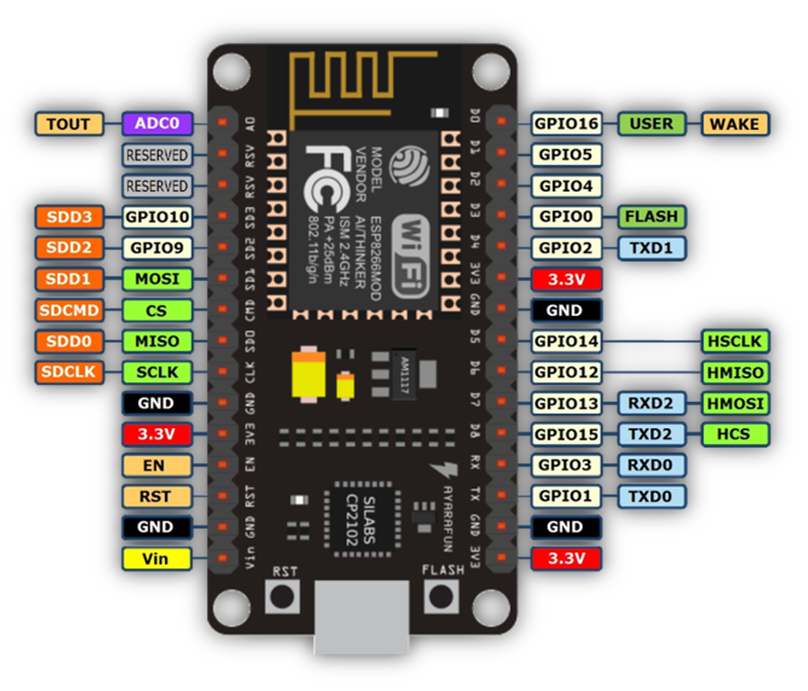 TOUT ADC0 A0 D0 GPIO16 USER WAKE
RESERVED RSV D1 GPIO5
RESERVED RSV D2 GPIO4
SDD3 GPIO10 SD3 D3 GPIO0 FLASH
SDD2 GPIO9 SD2 D4 GPIO2 TXD1
SDD1 MOSI SD1 3V3 3.3V
SDCMD CS CMD GND GND
SDD0 MISO SD0 D5 GPIO14 HSCLK
SDCLK SCLK CLK D6 GPIO12 HMISO
GND GND D7 GPIO13 RXD2 HMOSI
3.3V 3V3 D8 GPIO15 TXD2 HCS
EN EN RX GPIO3 RXD0
RST RST TX GPIO1 TXD0
GND GND GND GND
Vin Vin 3V3 3.3V
MODEL ESP8266MOD
VENDOR AI/THINKER
ISM 2.4GHz
PA +25dBm
802.11b/g/n
FC
Wi Fi
AM1117
SILABS
CP2102
AYARAFUN
RST
FLASH